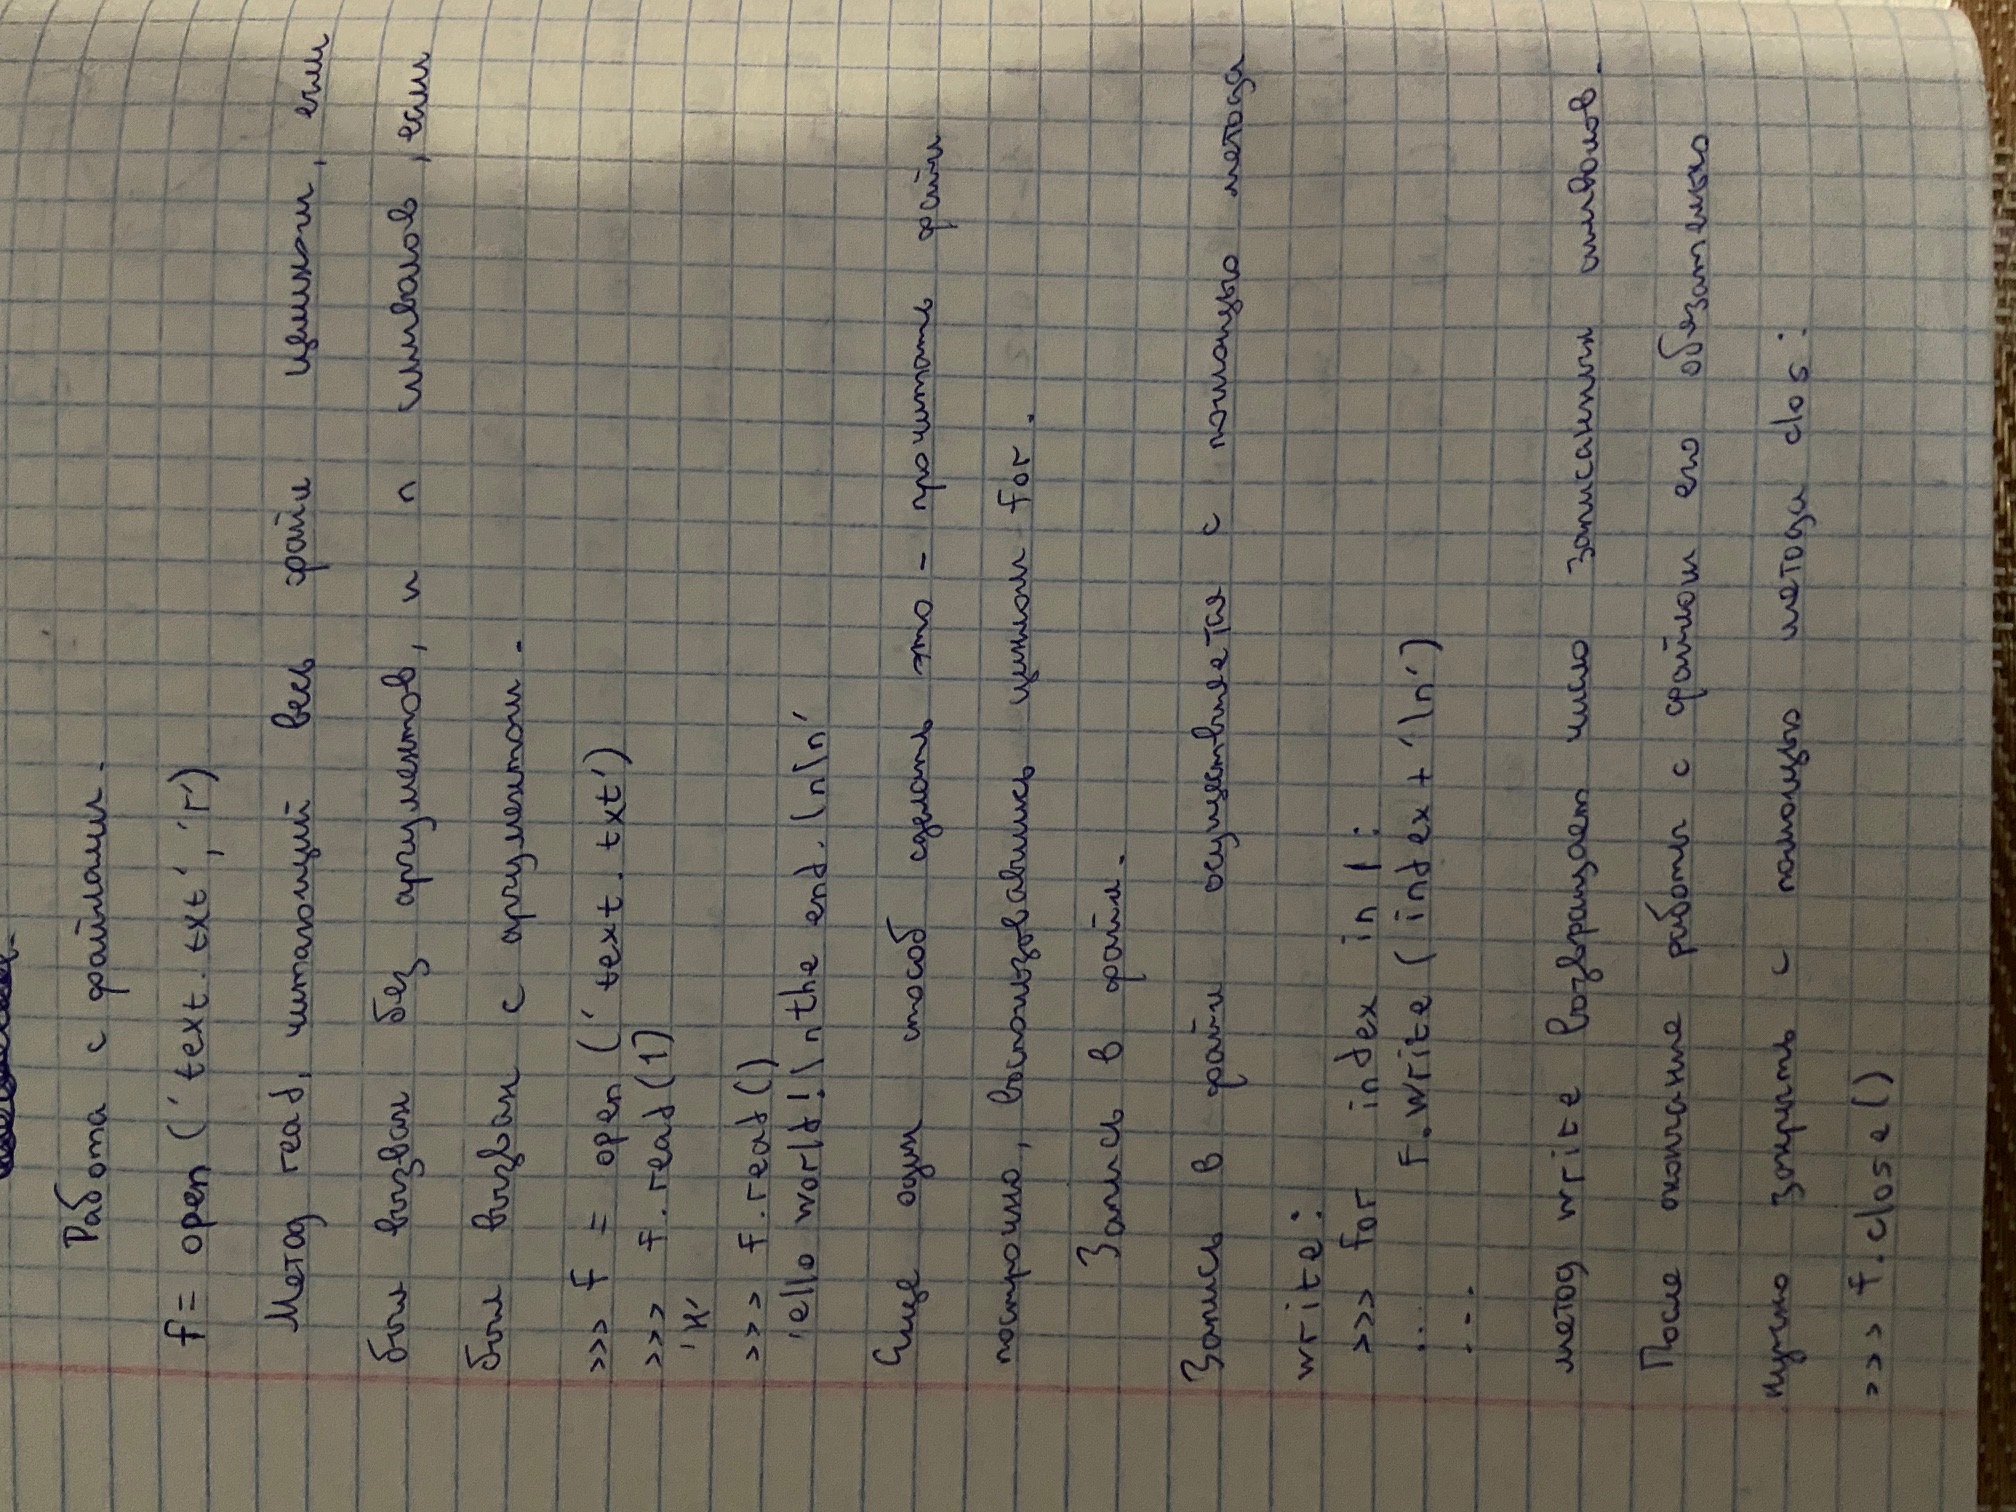 Работа с файлами.
f = open ('text.txt', 'r')
Метод read, читающий весь файл целиком, если
был вызван без аргументов, и n символов, если
был вызван с аргументом.
>>> f = open ('text.txt')
>>> f.read(1)
'H'
>>> f.read()
'ello world!\nthe end.\n\n'
Еще один способ сделать это - прочитать файл
построчно, воспользовавшись циклом for.
Запись в файл.
Запись в файл осуществляется с помощью метода
write:
>>> for index in l:
... f.write (index + '\n')
...
метод write возвращает число записанных символов.
После окончание работы с файлом его обязательно
нужно закрыть с помощью метода clos:
>>> f.close()